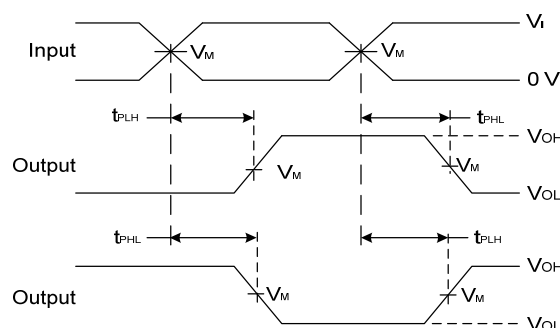 VI
Input VM VM
0 V
tPLH tPHL
VOH
Output VM VM
VOL
tPHL tPLH
VOH
Output VM VM
VOL